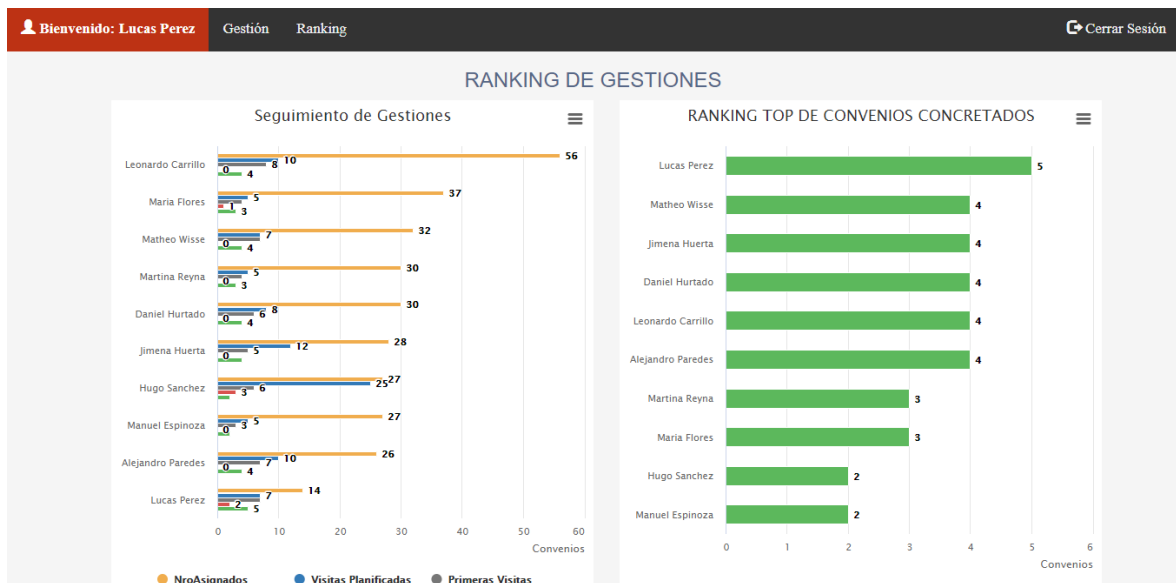 Bienvenido: Lucas Perez Gestión Ranking Cerrar Sesión
RANKING DE GESTIONES
Seguimiento de Gestiones
Leonardo Carrillo 56 10 8 0 4
Maria Flores 37 5 1 3
Matheo Wisse 32 7 0 4
Martina Reyna 30 5 0 3
Daniel Hurtado 30 8 6 0 4
Jimena Huerta 28 12 5 0
Hugo Sanchez 27 25 6 3
Manuel Espinoza 27 5 3 0
Alejandro Paredes 26 10 7 0 4
Lucas Perez 14 7 2 5
0 10 20 30 40 50 60
Convenios
NroAsignados Visitas Planificadas Primeras Visitas
RANKING TOP DE CONVENIOS CONCRETADOS
Lucas Perez 5
Matheo Wisse 4
Jimena Huerta 4
Daniel Hurtado 4
Leonardo Carrillo 4
Alejandro Paredes 4
Martina Reyna 3
Maria Flores 3
Hugo Sanchez 2
Manuel Espinoza 2
0 1 2 3 4 5 6
Convenios